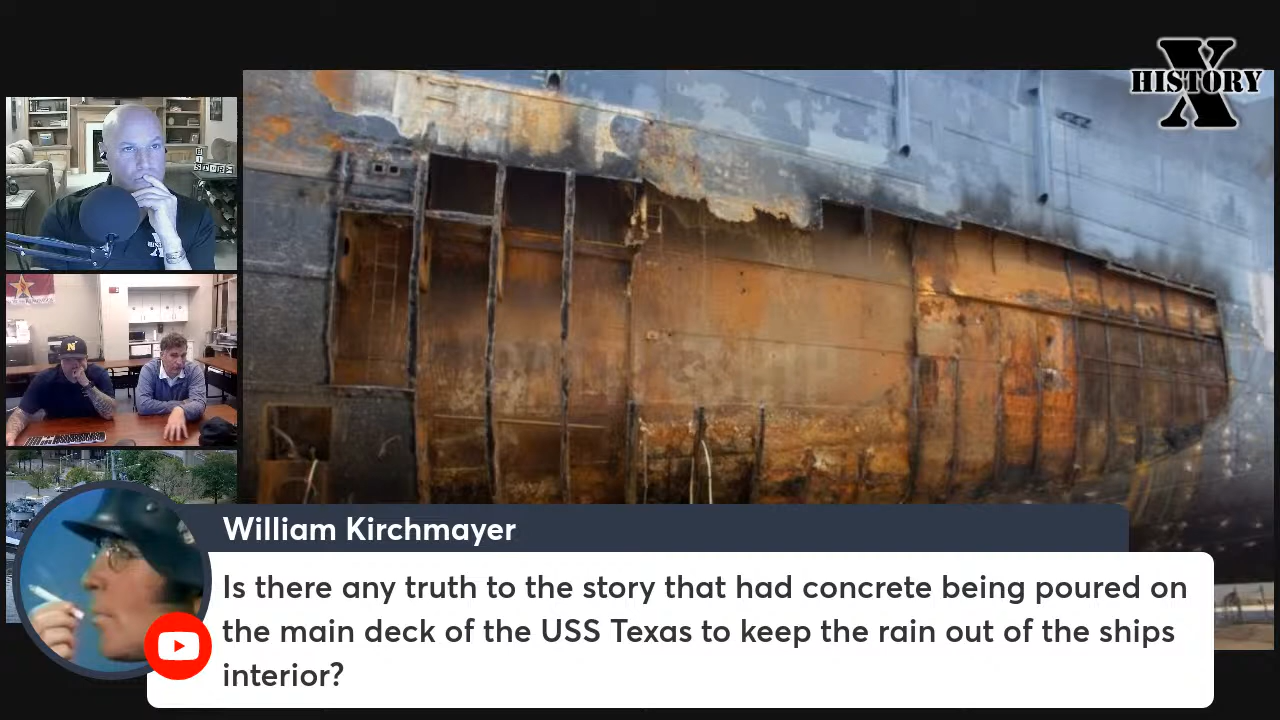 HISTORY
X
William Kirchmayer
Is there any truth to the story that had concrete being poured on
the main deck of the USS Texas to keep the rain out of the ships
interior?